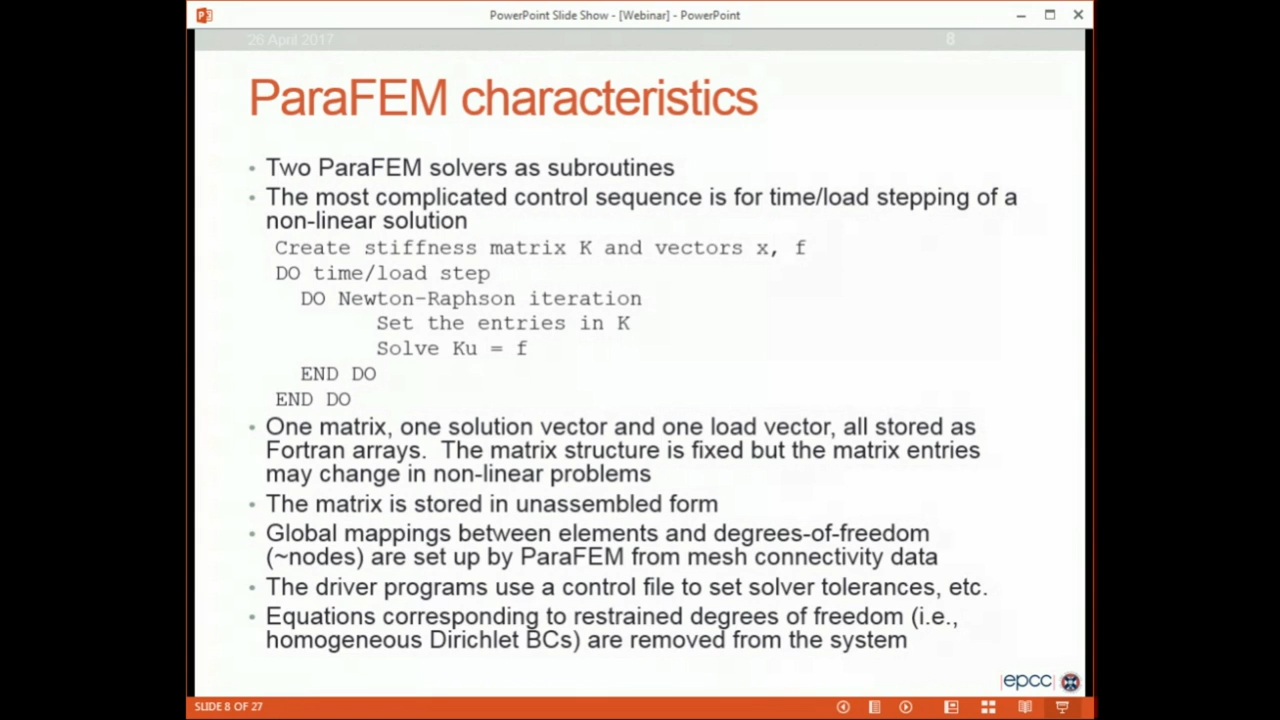 PowerPoint Slide Show - [Webinar] - PowerPoint
26 April 2017
8
ParaFEM characteristics
• Two ParaFEM solvers as subroutines
• The most complicated control sequence is for time/load stepping of a
non-linear solution
Create stiffness matrix K and vectors x, f
DO time/load step
DO Newton-Raphson iteration
Set the entries in K
Solve Ku = f
END DO
END DO
• One matrix, one solution vector and one load vector, all stored as
Fortran arrays. The matrix structure is fixed but the matrix entries
may change in non-linear problems
• The matrix is stored in unassembled form
• Global mappings between elements and degrees-of-freedom
(~nodes) are set up by ParaFEM from mesh connectivity data
• The driver programs use a control file to set solver tolerances, etc.
• Equations corresponding to restrained degrees of freedom (i.e.,
homogeneous Dirichlet BCs) are removed from the system
epcc
SLIDE 8 OF 27